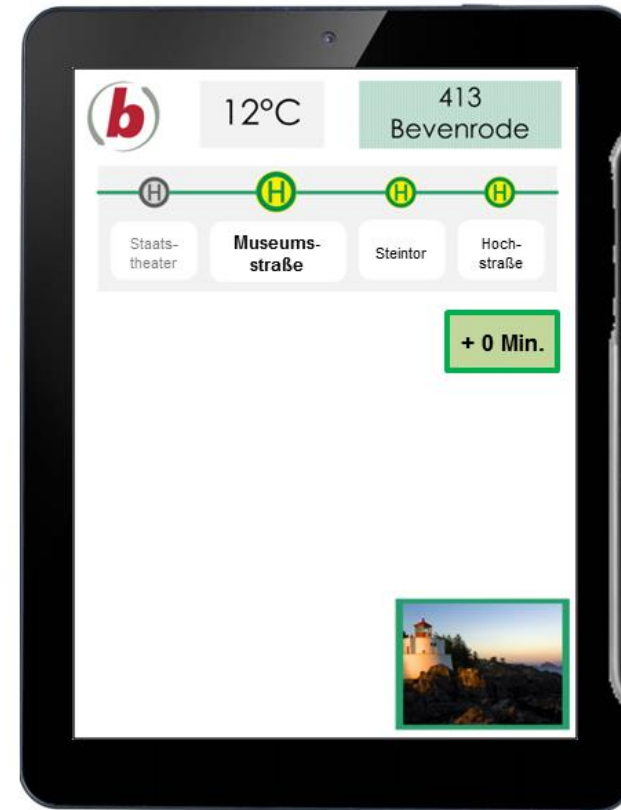 b
12°C
413
Bevenrode
H
H
H
H
Staats-
theater
Museums-
straße
Steintor
Hoch-
straße
+ 0 Min.